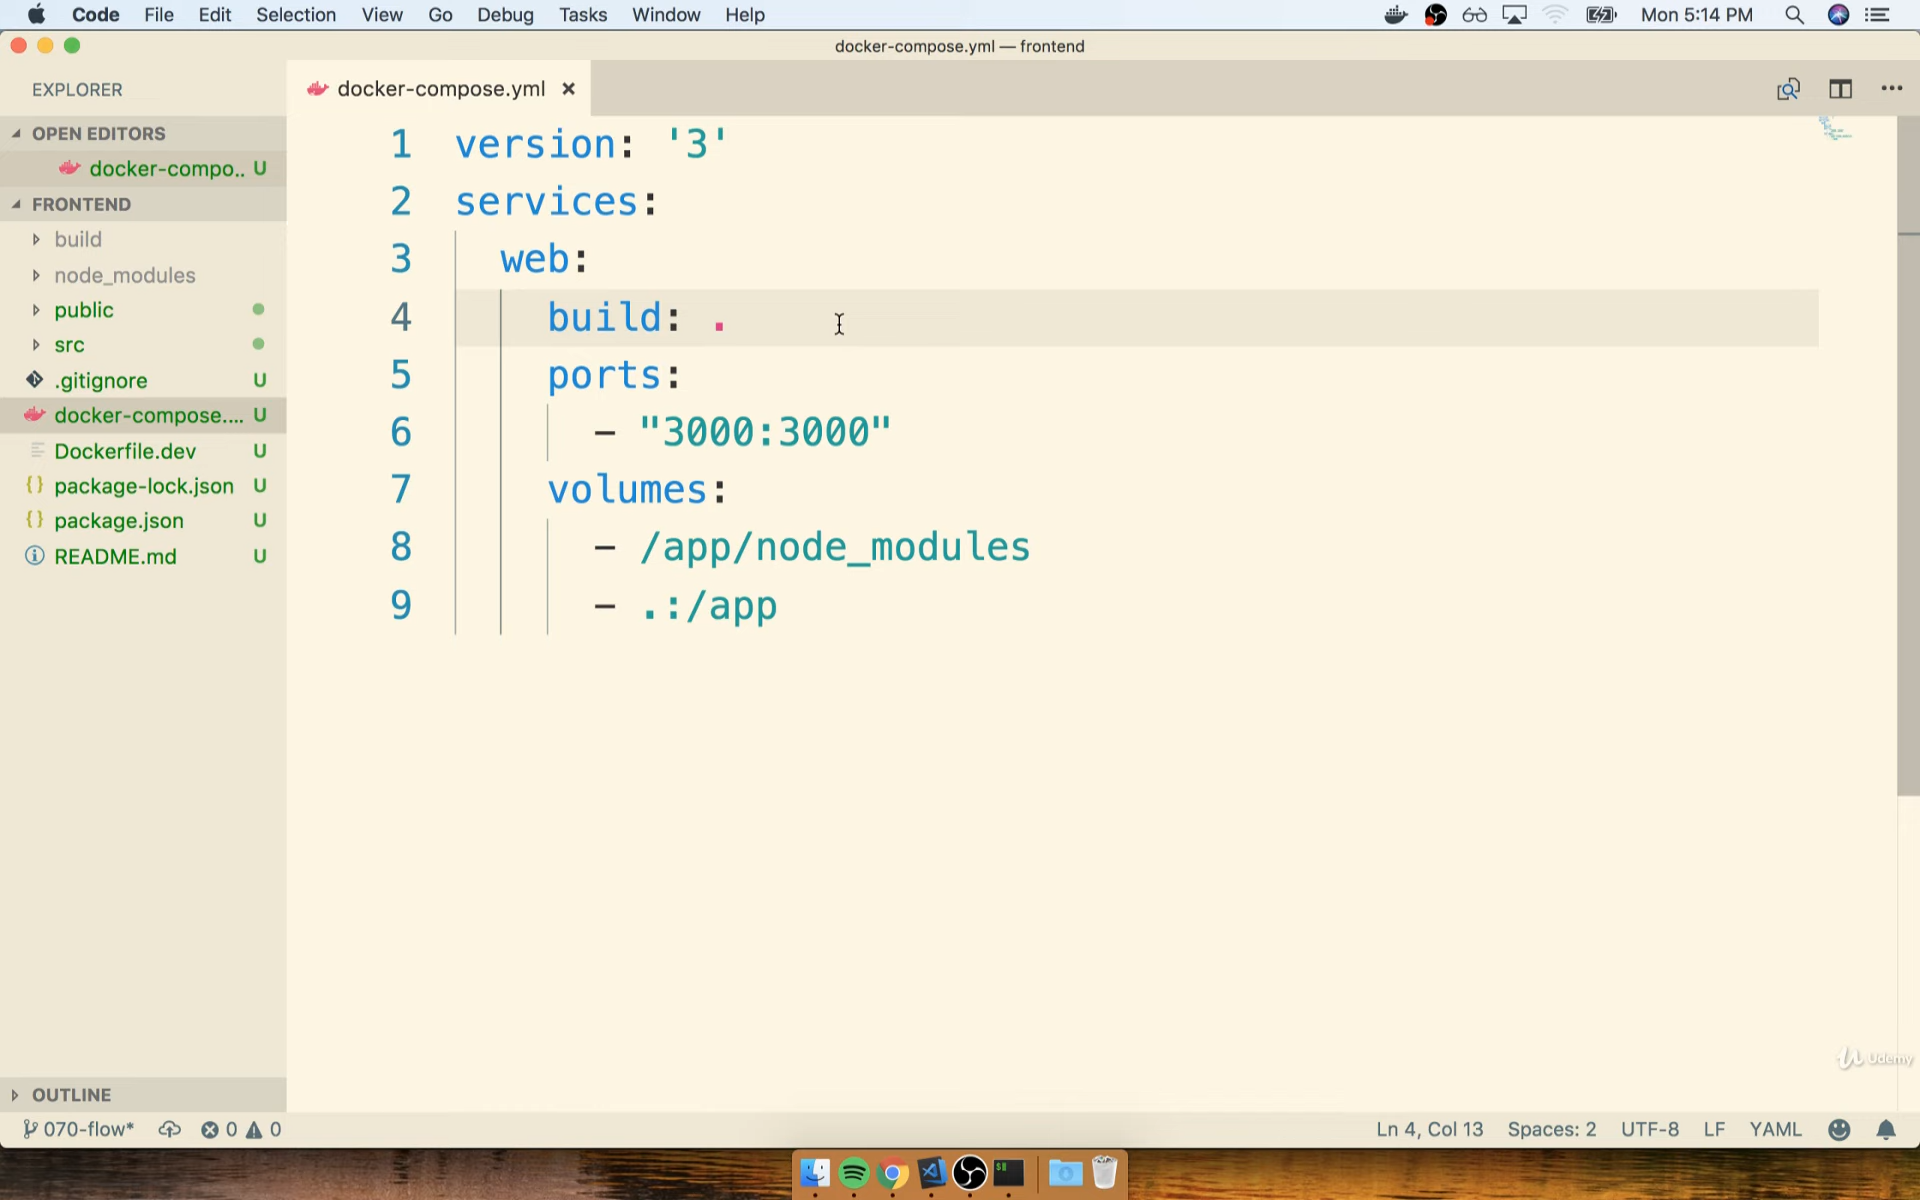 Code File Edit Selection View Go Debug Tasks Window Help Mon 5:14 PM
docker-compose.yml — frontend
EXPLORER
docker-compose.yml
OPEN EDITORS
docker-compo.. U
FRONTEND
build
node_modules
public
src
.gitignore U
docker-compose.... U
Dockerfile.dev U
package-lock.json U
package.json U
README.md U
1 version: '3'
2 services:
3 web:
4 build: .
5 ports:
6 - "3000:3000"
7 volumes:
8 - /app/node_modules
9 - .:/app
Udemy
OUTLINE
070-flow* 0 0 Ln 4, Col 13 Spaces: 2 UTF-8 LF YAML